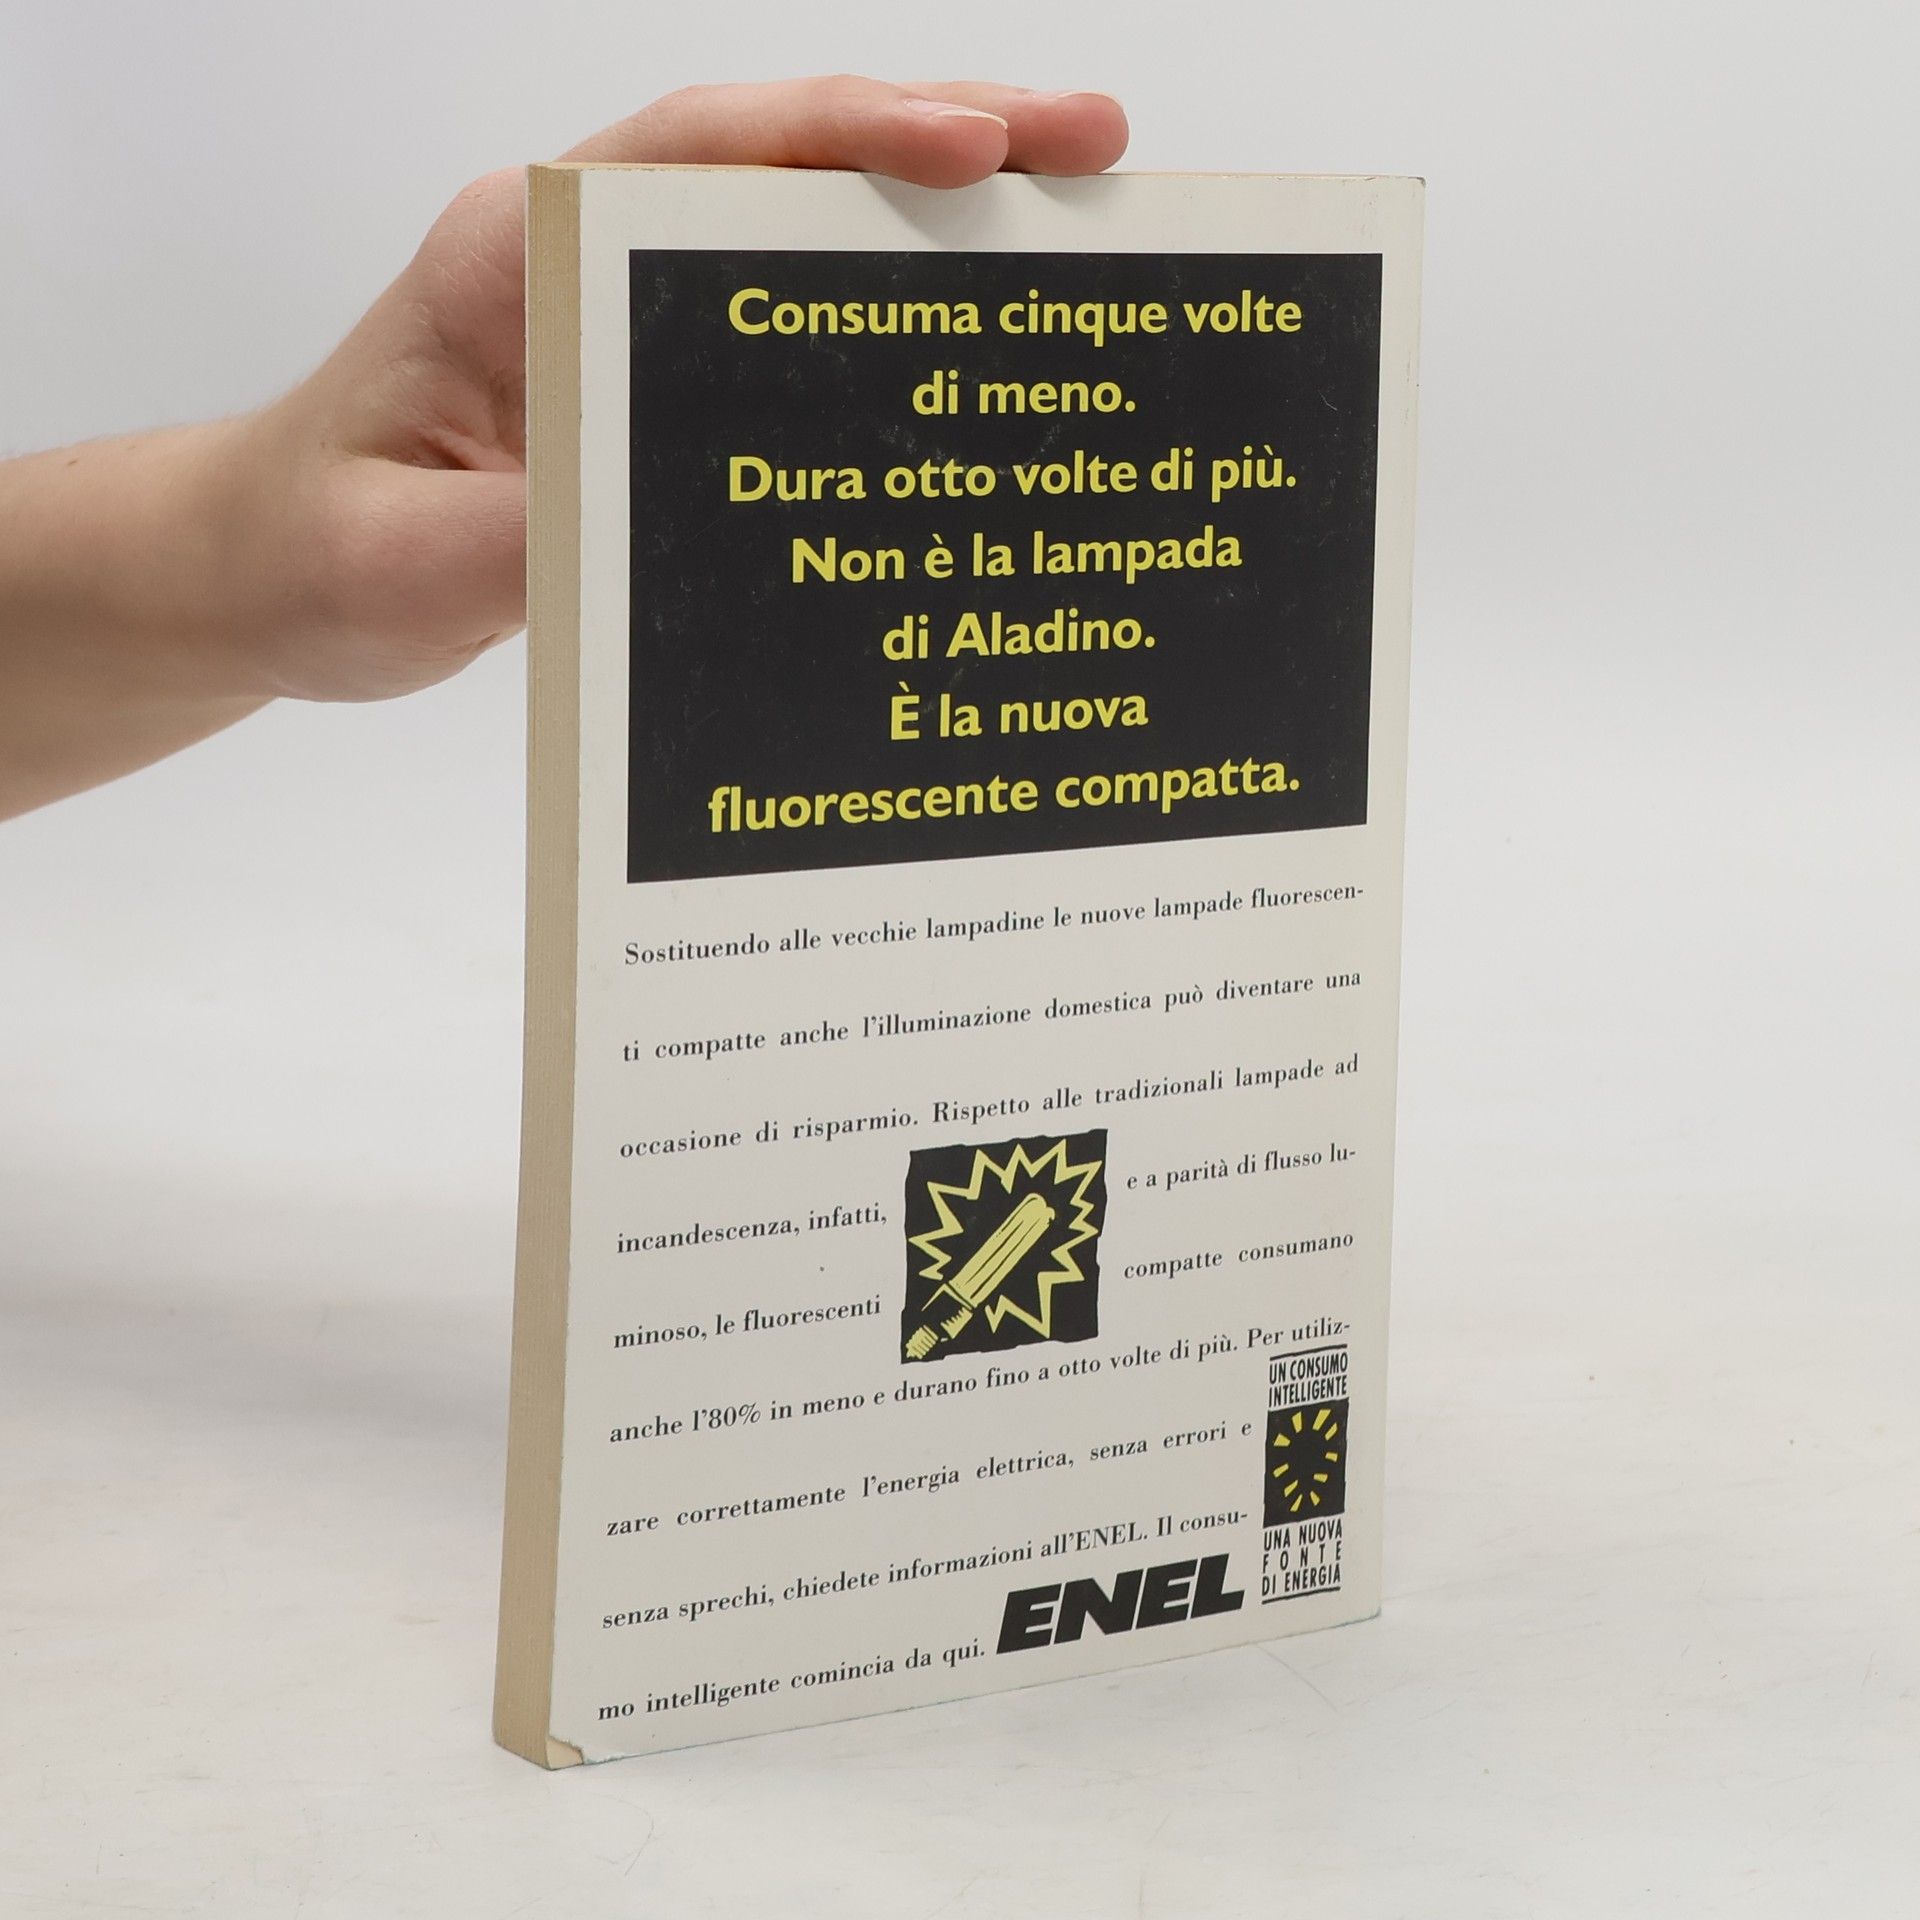 Consuma cinque volte
di meno.
Dura otto volte di più.
Non è la lampada
di Aladino.
È la nuova
fluorescente compatta.
Sostituendo alle vecchie lampadine le nuove lampade fluorescen-
ti compatte anche l'illuminazione domestica può diventare una
occasione di risparmio. Rispetto alle tradizionali lampade ad
incandescenza, infatti, e a parità di flusso lu-
minoso, le fluorescenti compatte consumano
anche l'80% in meno e durano fino a otto volte di più. Per utiliz-
zare correttamente l'energia elettrica, senza errori e
senza sprechi, chiedete informazioni all'ENEL. Il consu-
mo intelligente comincia da qui.
ENEL
UN CONSUMO
INTELLIGENTE
UNA NUOVA
FONTE
DI ENERGIA